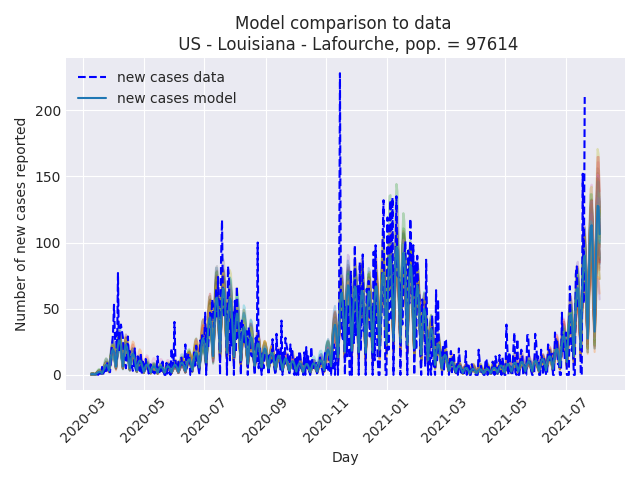 Model comparison to data
US - Louisiana - Lafourche, pop. = 97614
new cases data
new cases model
Number of new cases reported
200
150
100
50
0
2020-03
2020-05
2020-07
2020-09
2020-11
2021-01
2021-03
2021-05
2021-07
Day